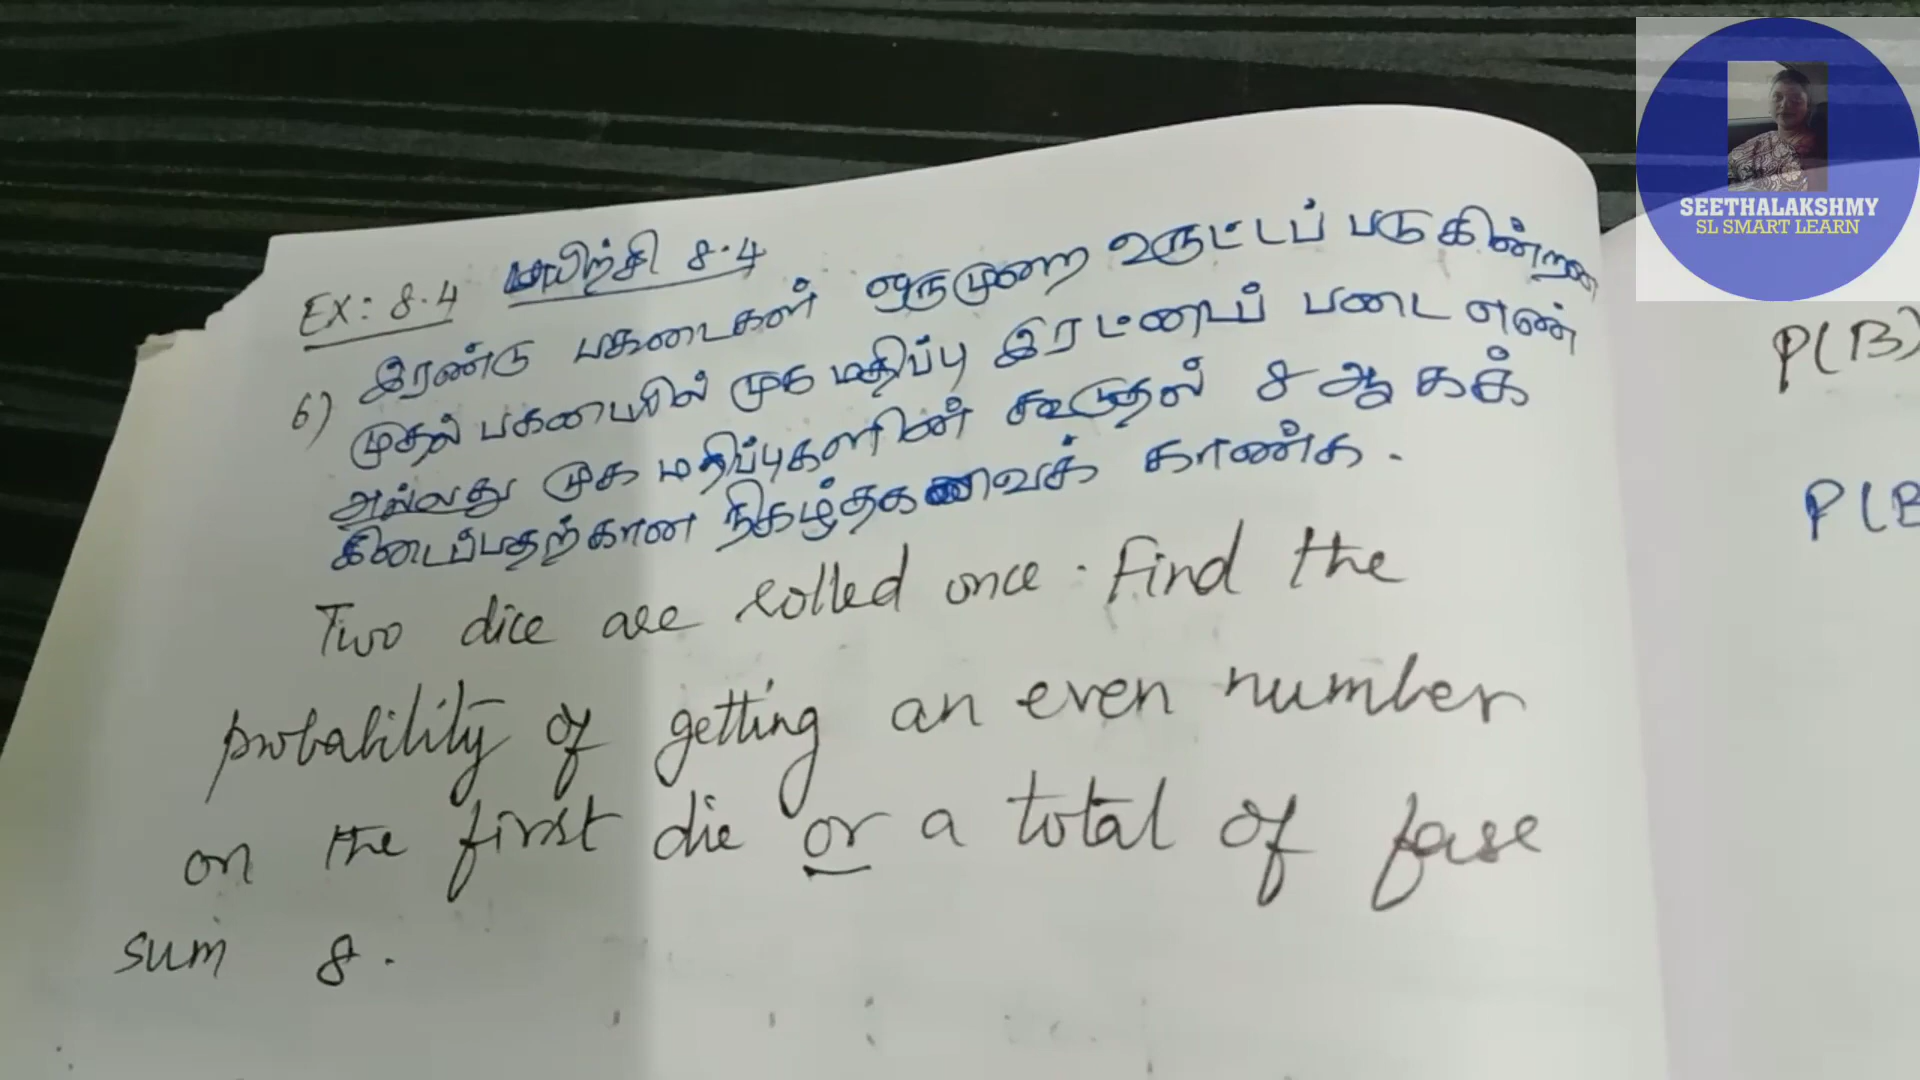 EX: 8.4 பயிற்சி 8.4
6) இரண்டு பகடைகள் ஒருமுறை உருட்டப் படுகின்றன
முதல் பகடையில் முக மதிப்பு இரட்டைப் படை எண்
அல்லது முக மதிப்புகளின் கூடுதல் 8 ஆகக்
கிடைப்பதற்கான நிகழ்தகவைக் காண்க.
Two dice are rolled once. Find the
probability of getting an even number
on the first die or a total of fase
sum 8.
P(B)
P(B
SEETHALAKSHMY
SL SMART LEARN